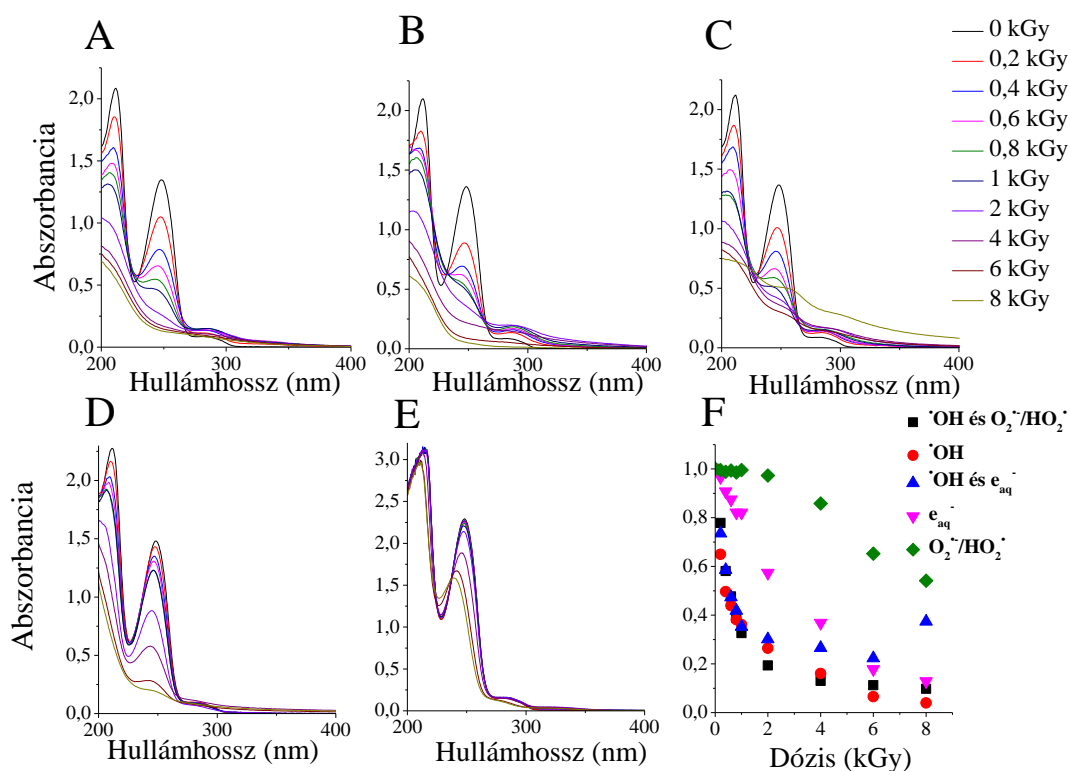 A
B
C
0 kGy
0,2 kGy
0,4 kGy
0,6 kGy
0,8 kGy
1 kGy
2 kGy
4 kGy
6 kGy
8 kGy
Abszorbancia
2,0
1,5
1,0
0,5
0,0
200 300 400
Hullámhossz (nm)
2,0
1,5
1,0
0,5
0,0
200 300 400
Hullámhossz (nm)
2,0
1,5
1,0
0,5
0,0
200 300 400
Hullámhossz (nm)
D
E
F
Abszorbancia
2,5
2,0
1,5
1,0
0,5
0,0
200 300 400
Hullámhossz (nm)
3,0
2,5
2,0
1,5
1,0
0,5
0,0
200 300 400
Hullámhossz (nm)
•OH és O2•-/HO2•
•OH
•OH és eaq-
eaq-
O2•-/HO2•
1,0
0,8
0,6
0,4
0,2
0,0
0 2 4 6 8
Dózis (kGy)